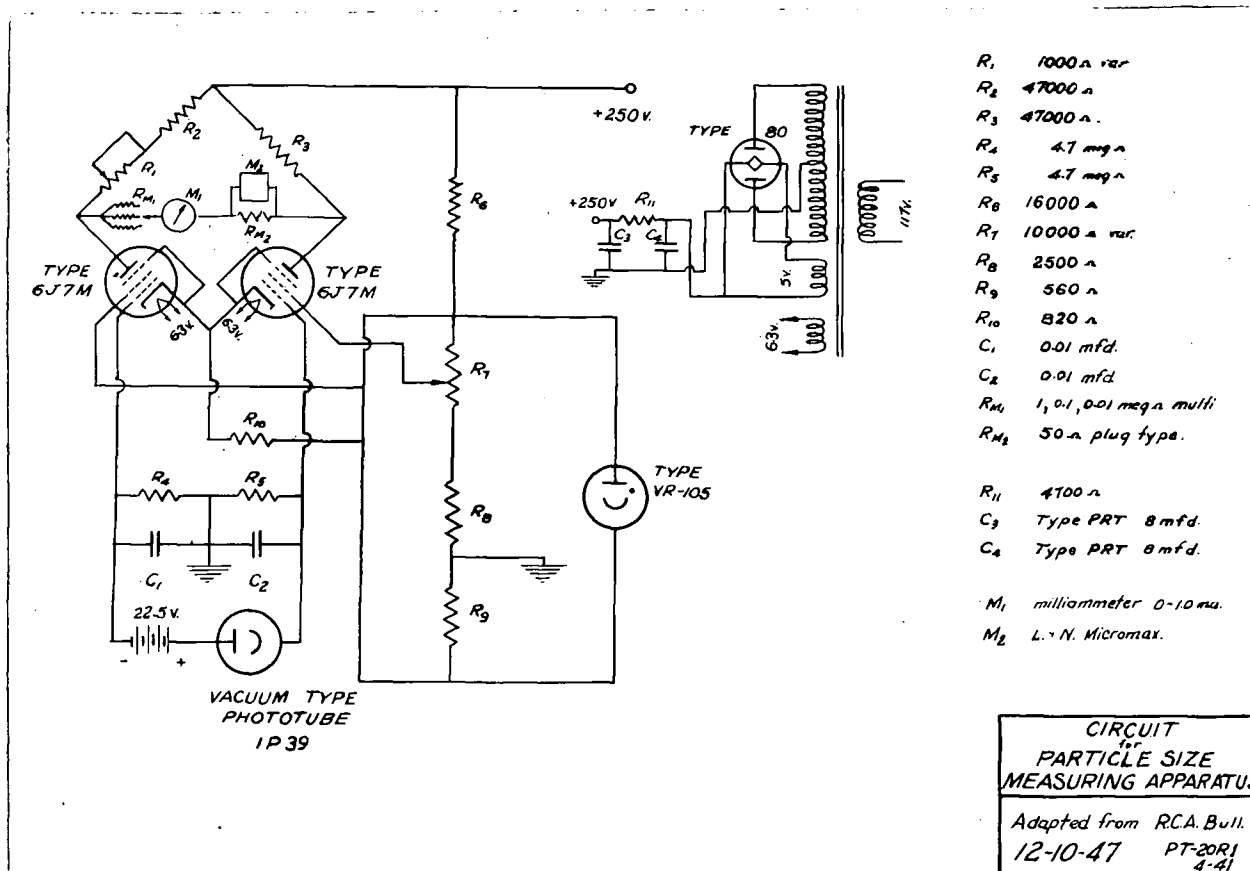 R1
R2
R3
RM1
M1
M2
RM2
TYPE
6J7M
TYPE
6J7M
6.3v.
6.3v.
+250 v.
R6
R7
R10
R4
R5
C1
C2
R8
R9
22.5 v.
- +
VACUUM TYPE
PHOTOTUBE
1P39
TYPE
VR-105
TYPE 80
+250v
R11
C3
C4
5v.
6.3v.
117v.
R1 1000 Ω var
R2 47000 Ω
R3 47000 Ω.
R4 4.7 meg Ω
R5 4.7 meg Ω
R6 16000 Ω
R7 10000 Ω var.
R8 2500 Ω
R9 560 Ω
R10 820 Ω
C1 0.01 mfd.
C2 0.01 mfd
RM1 1, 0.1, 0.01 meg Ω multi
RM2 50 Ω plug type.
R11 4700 Ω
C3 Type PRT 8 mfd.
C4 Type PRT 8 mfd.
M1 milliammeter 0-1.0 ma.
M2 L. & N. Micromax.
CIRCUIT
for
PARTICLE SIZE
MEASURING APPARATUS
Adapted from R.C.A. Bull.
12-10-47 PT-20R1
4-41